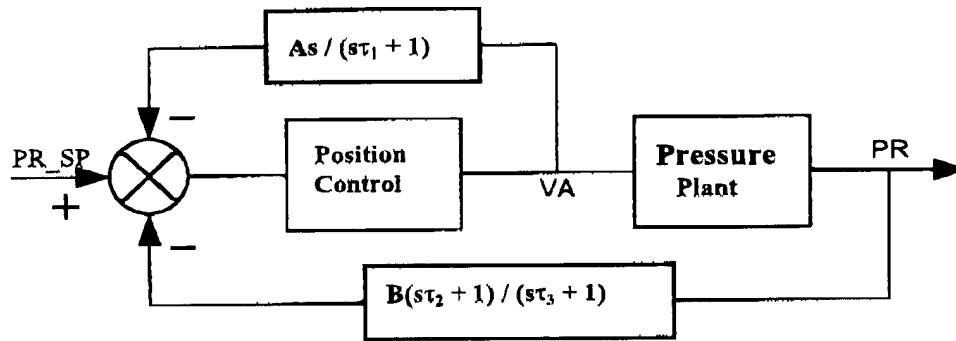 As / (sτ₁ + 1)
−
PR_SP
+
Position
Control
VA
Pressure
Plant
PR
−
B(sτ₂ + 1) / (sτ₃ + 1)